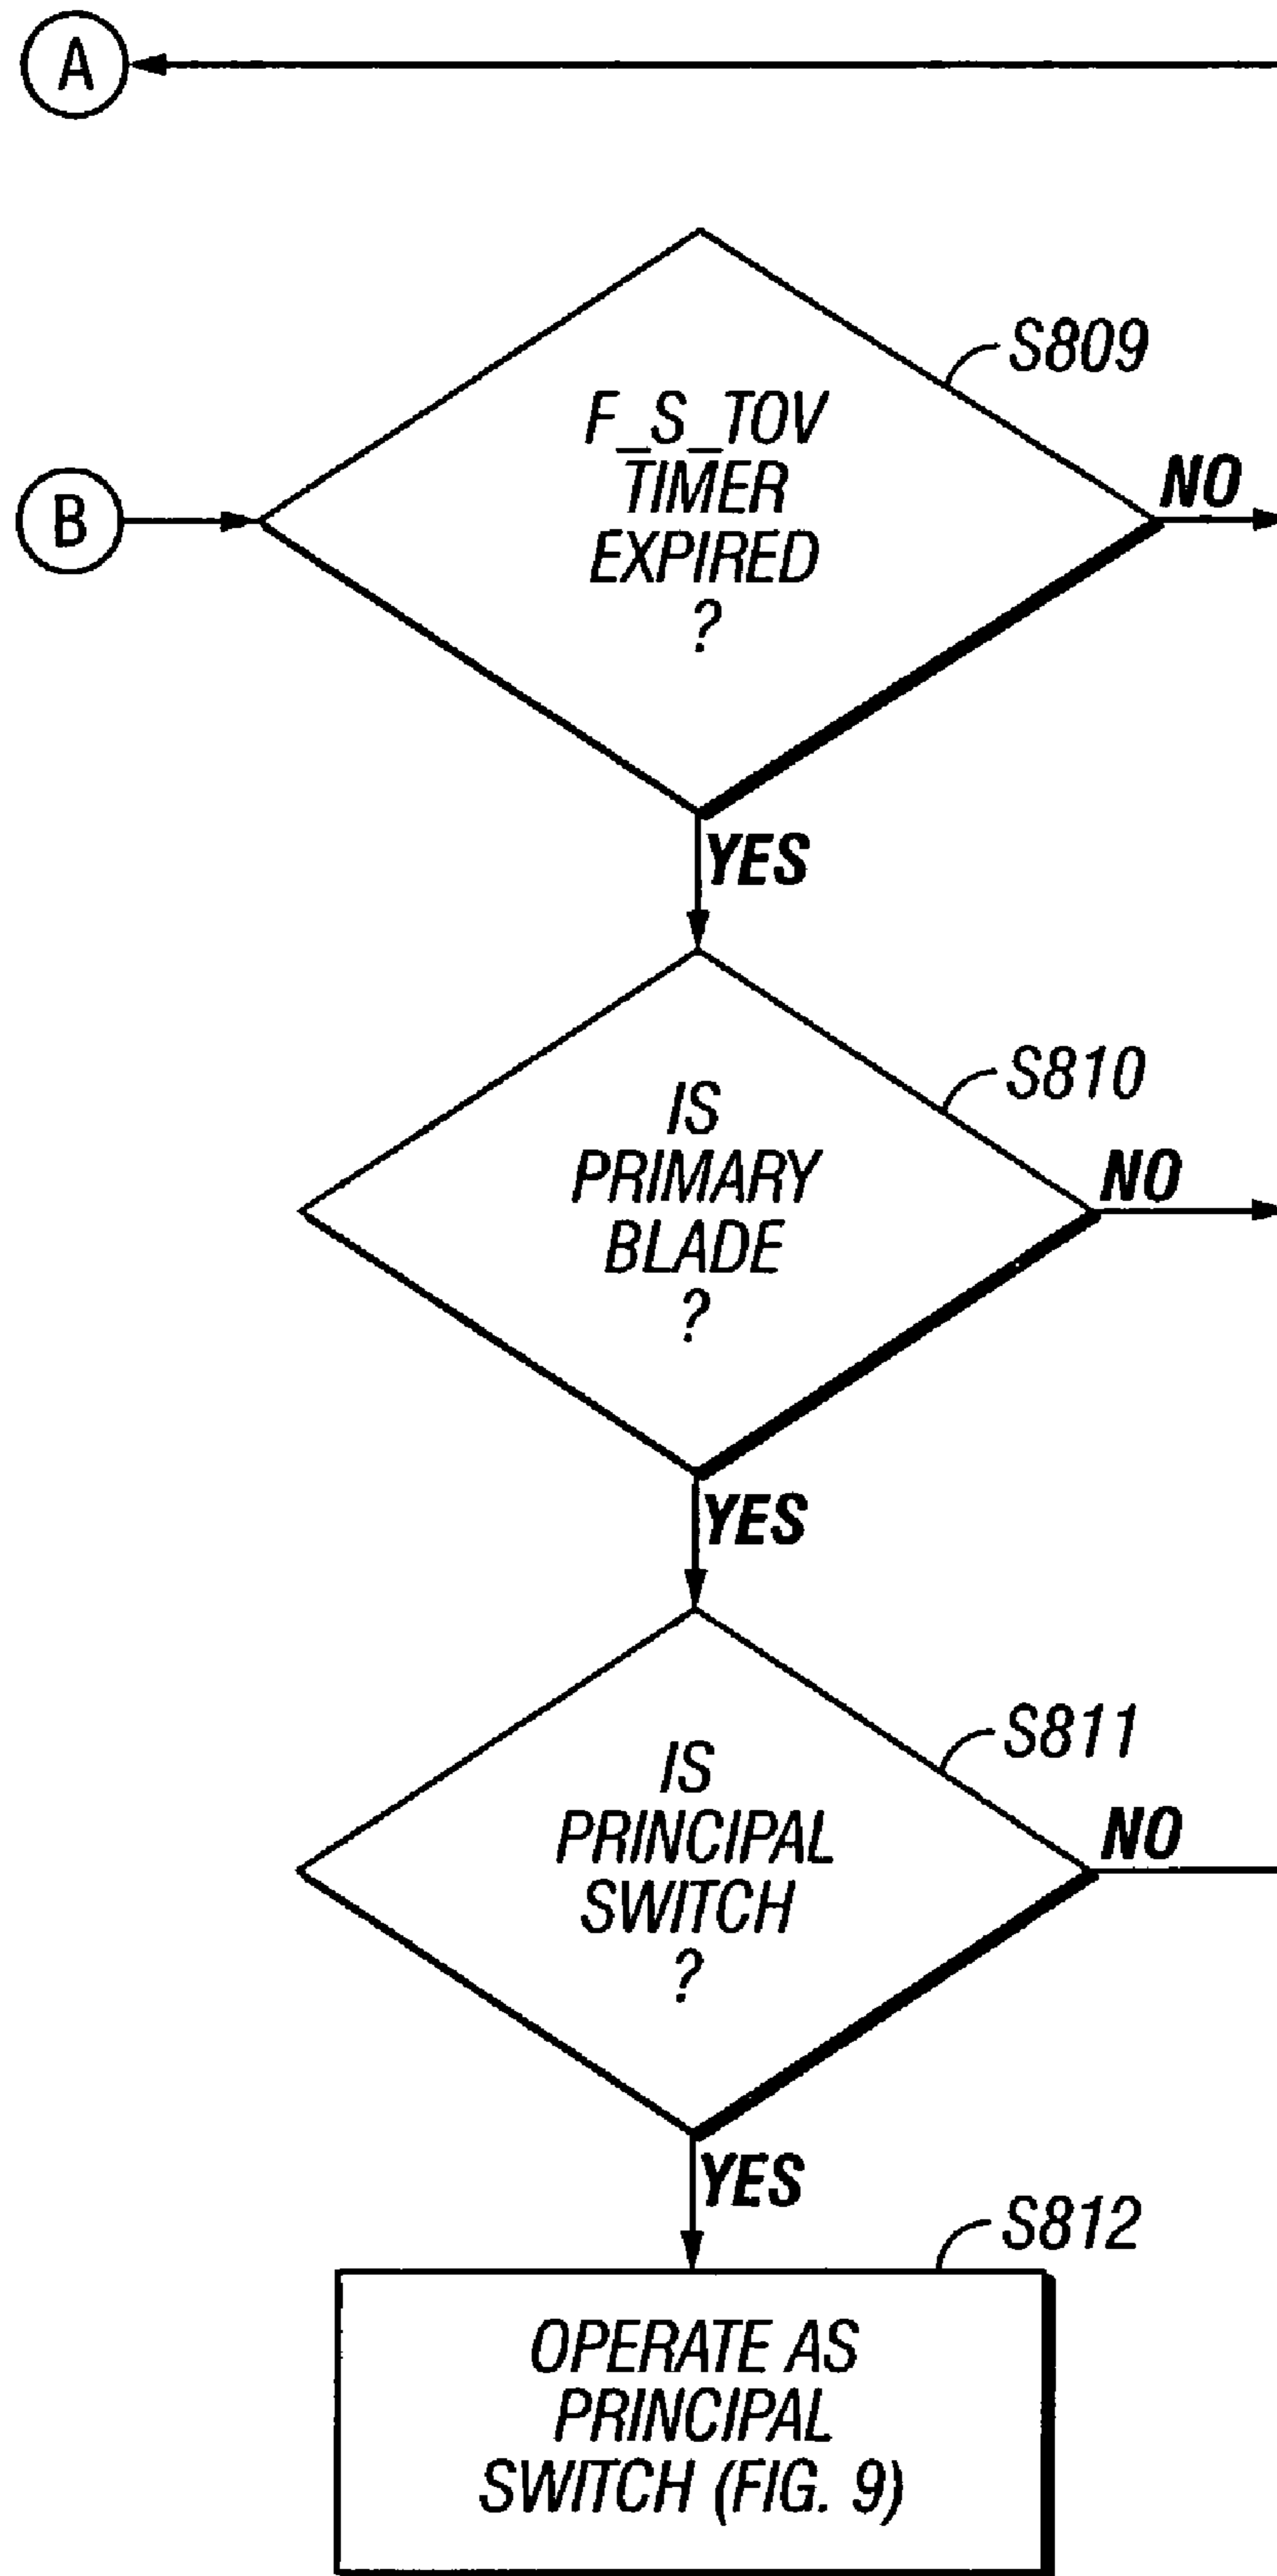 A
S809
F_S_TOV
TIMER
EXPIRED
?
NO
B
YES
S810
IS
PRIMARY
BLADE
?
NO
YES
S811
IS
PRINCIPAL
SWITCH
?
NO
YES
S812
OPERATE AS
PRINCIPAL
SWITCH (FIG. 9)